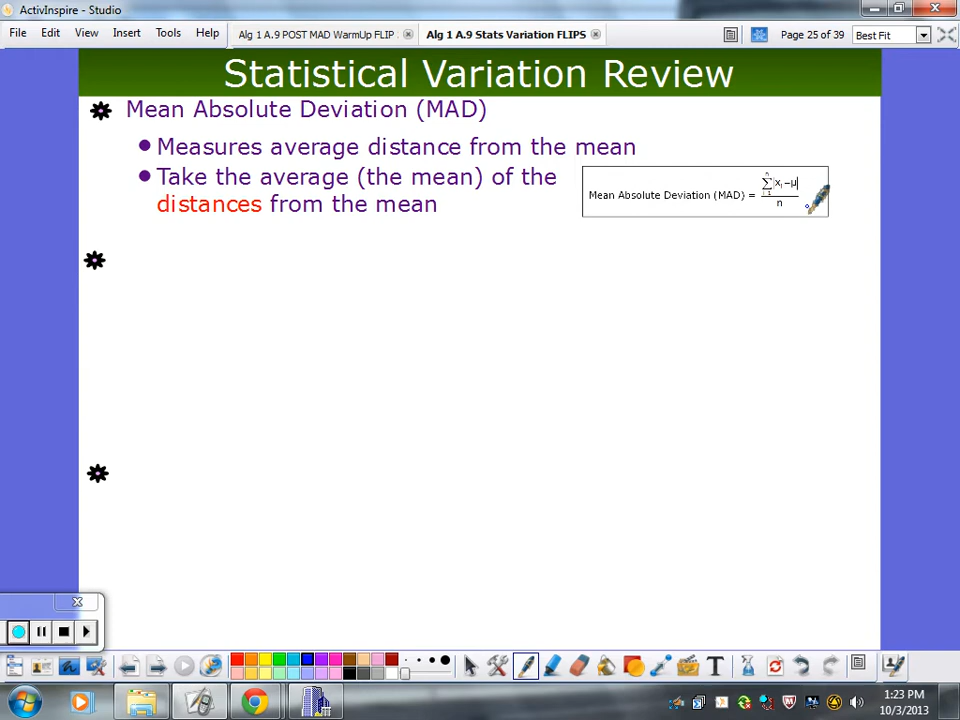 ActivInspire - Studio
File Edit View Insert Tools Help
Alg 1 A.9 POST MAD WarmUp FLIP
Alg 1 A.9 Stats Variation FLIPS
Page 25 of 39
Best Fit
Statistical Variation Review
Mean Absolute Deviation (MAD)
Measures average distance from the mean
Take the average (the mean) of the
distances from the mean
Mean Absolute Deviation (MAD) = ∑|xᵢ−μ|
n
T
1:23 PM
10/3/2013